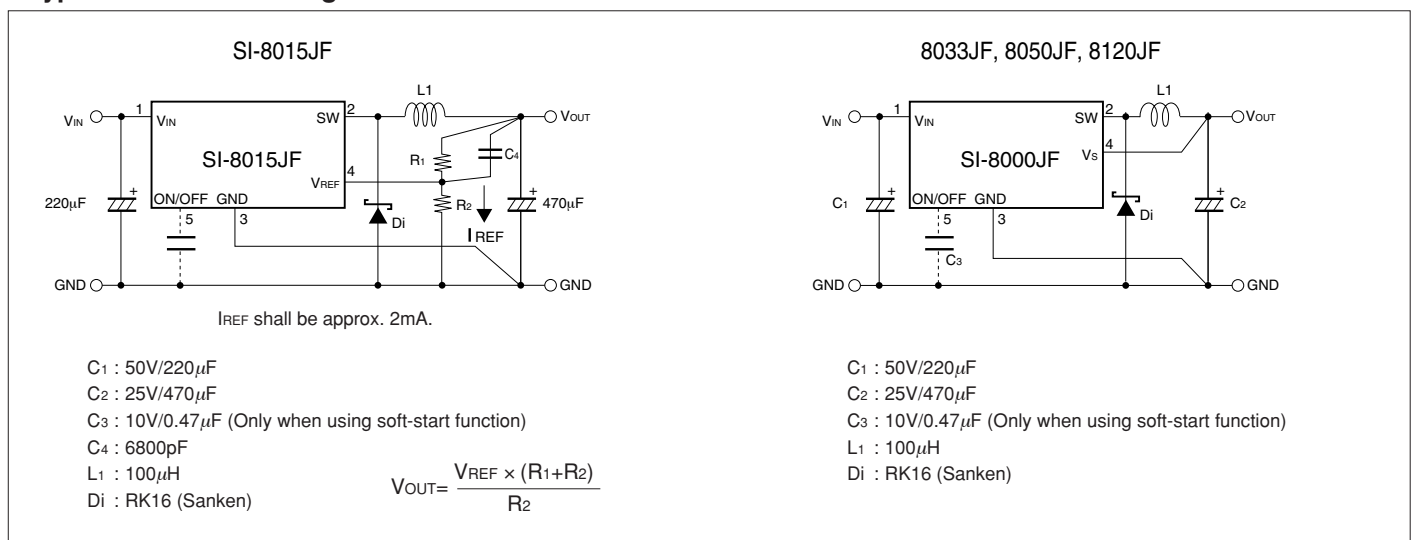 SI-8015JF
L1
VIN
1
VIN
SW
2
VOUT
SI-8015JF
R1
C4
VREF
4
220μF
+
ON/OFF GND
R2
+
470μF
5
3
Di
IREF
GND
GND
IREF shall be approx. 2mA.
C1 : 50V/220μF
C2 : 25V/470μF
C3 : 10V/0.47μF (Only when using soft-start function)
C4 : 6800pF
L1 : 100μH
Di : RK16 (Sanken)
VOUT= VREF × (R1+R2)
R2
8033JF, 8050JF, 8120JF
L1
VIN
1
VIN
SW
2
VOUT
SI-8000JF
VS
4
C1
+
ON/OFF GND
+
C2
5
3
Di
C3
GND
GND
C1 : 50V/220μF
C2 : 25V/470μF
C3 : 10V/0.47μF (Only when using soft-start function)
L1 : 100μH
Di : RK16 (Sanken)